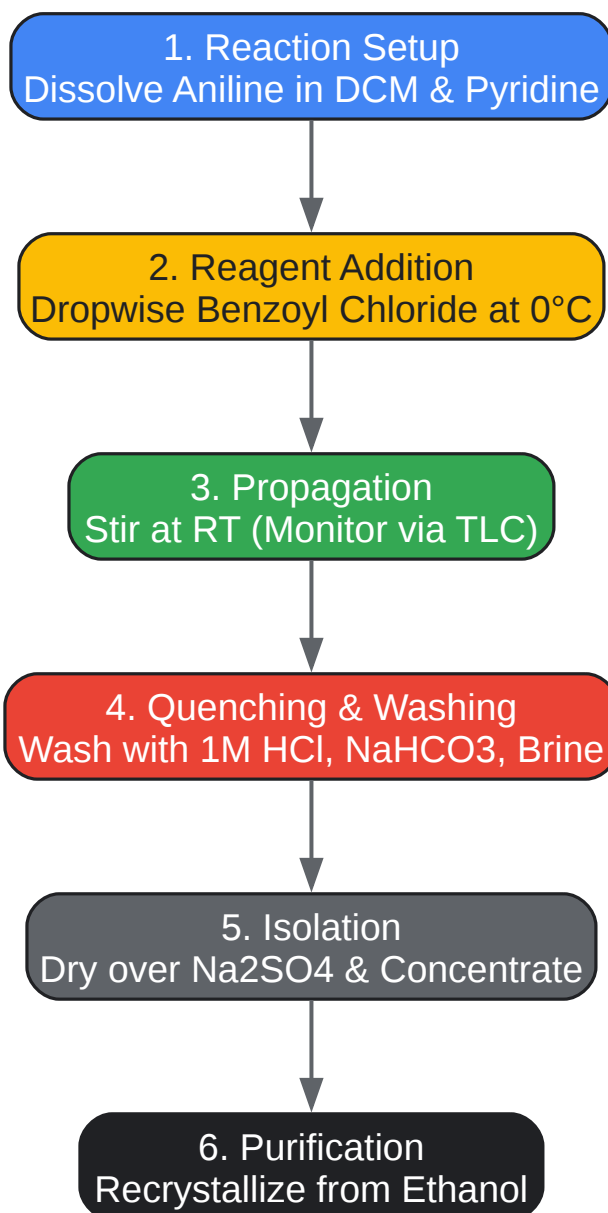 1. Reaction Setup
Dissolve Aniline in DCM & Pyridine
2. Reagent Addition
Dropwise Benzoyl Chloride at 0°C
3. Propagation
Stir at RT (Monitor via TLC)
4. Quenching & Washing
Wash with 1M HCl, NaHCO3, Brine
5. Isolation
Dry over Na2SO4 & Concentrate
6. Purification
Recrystallize from Ethanol